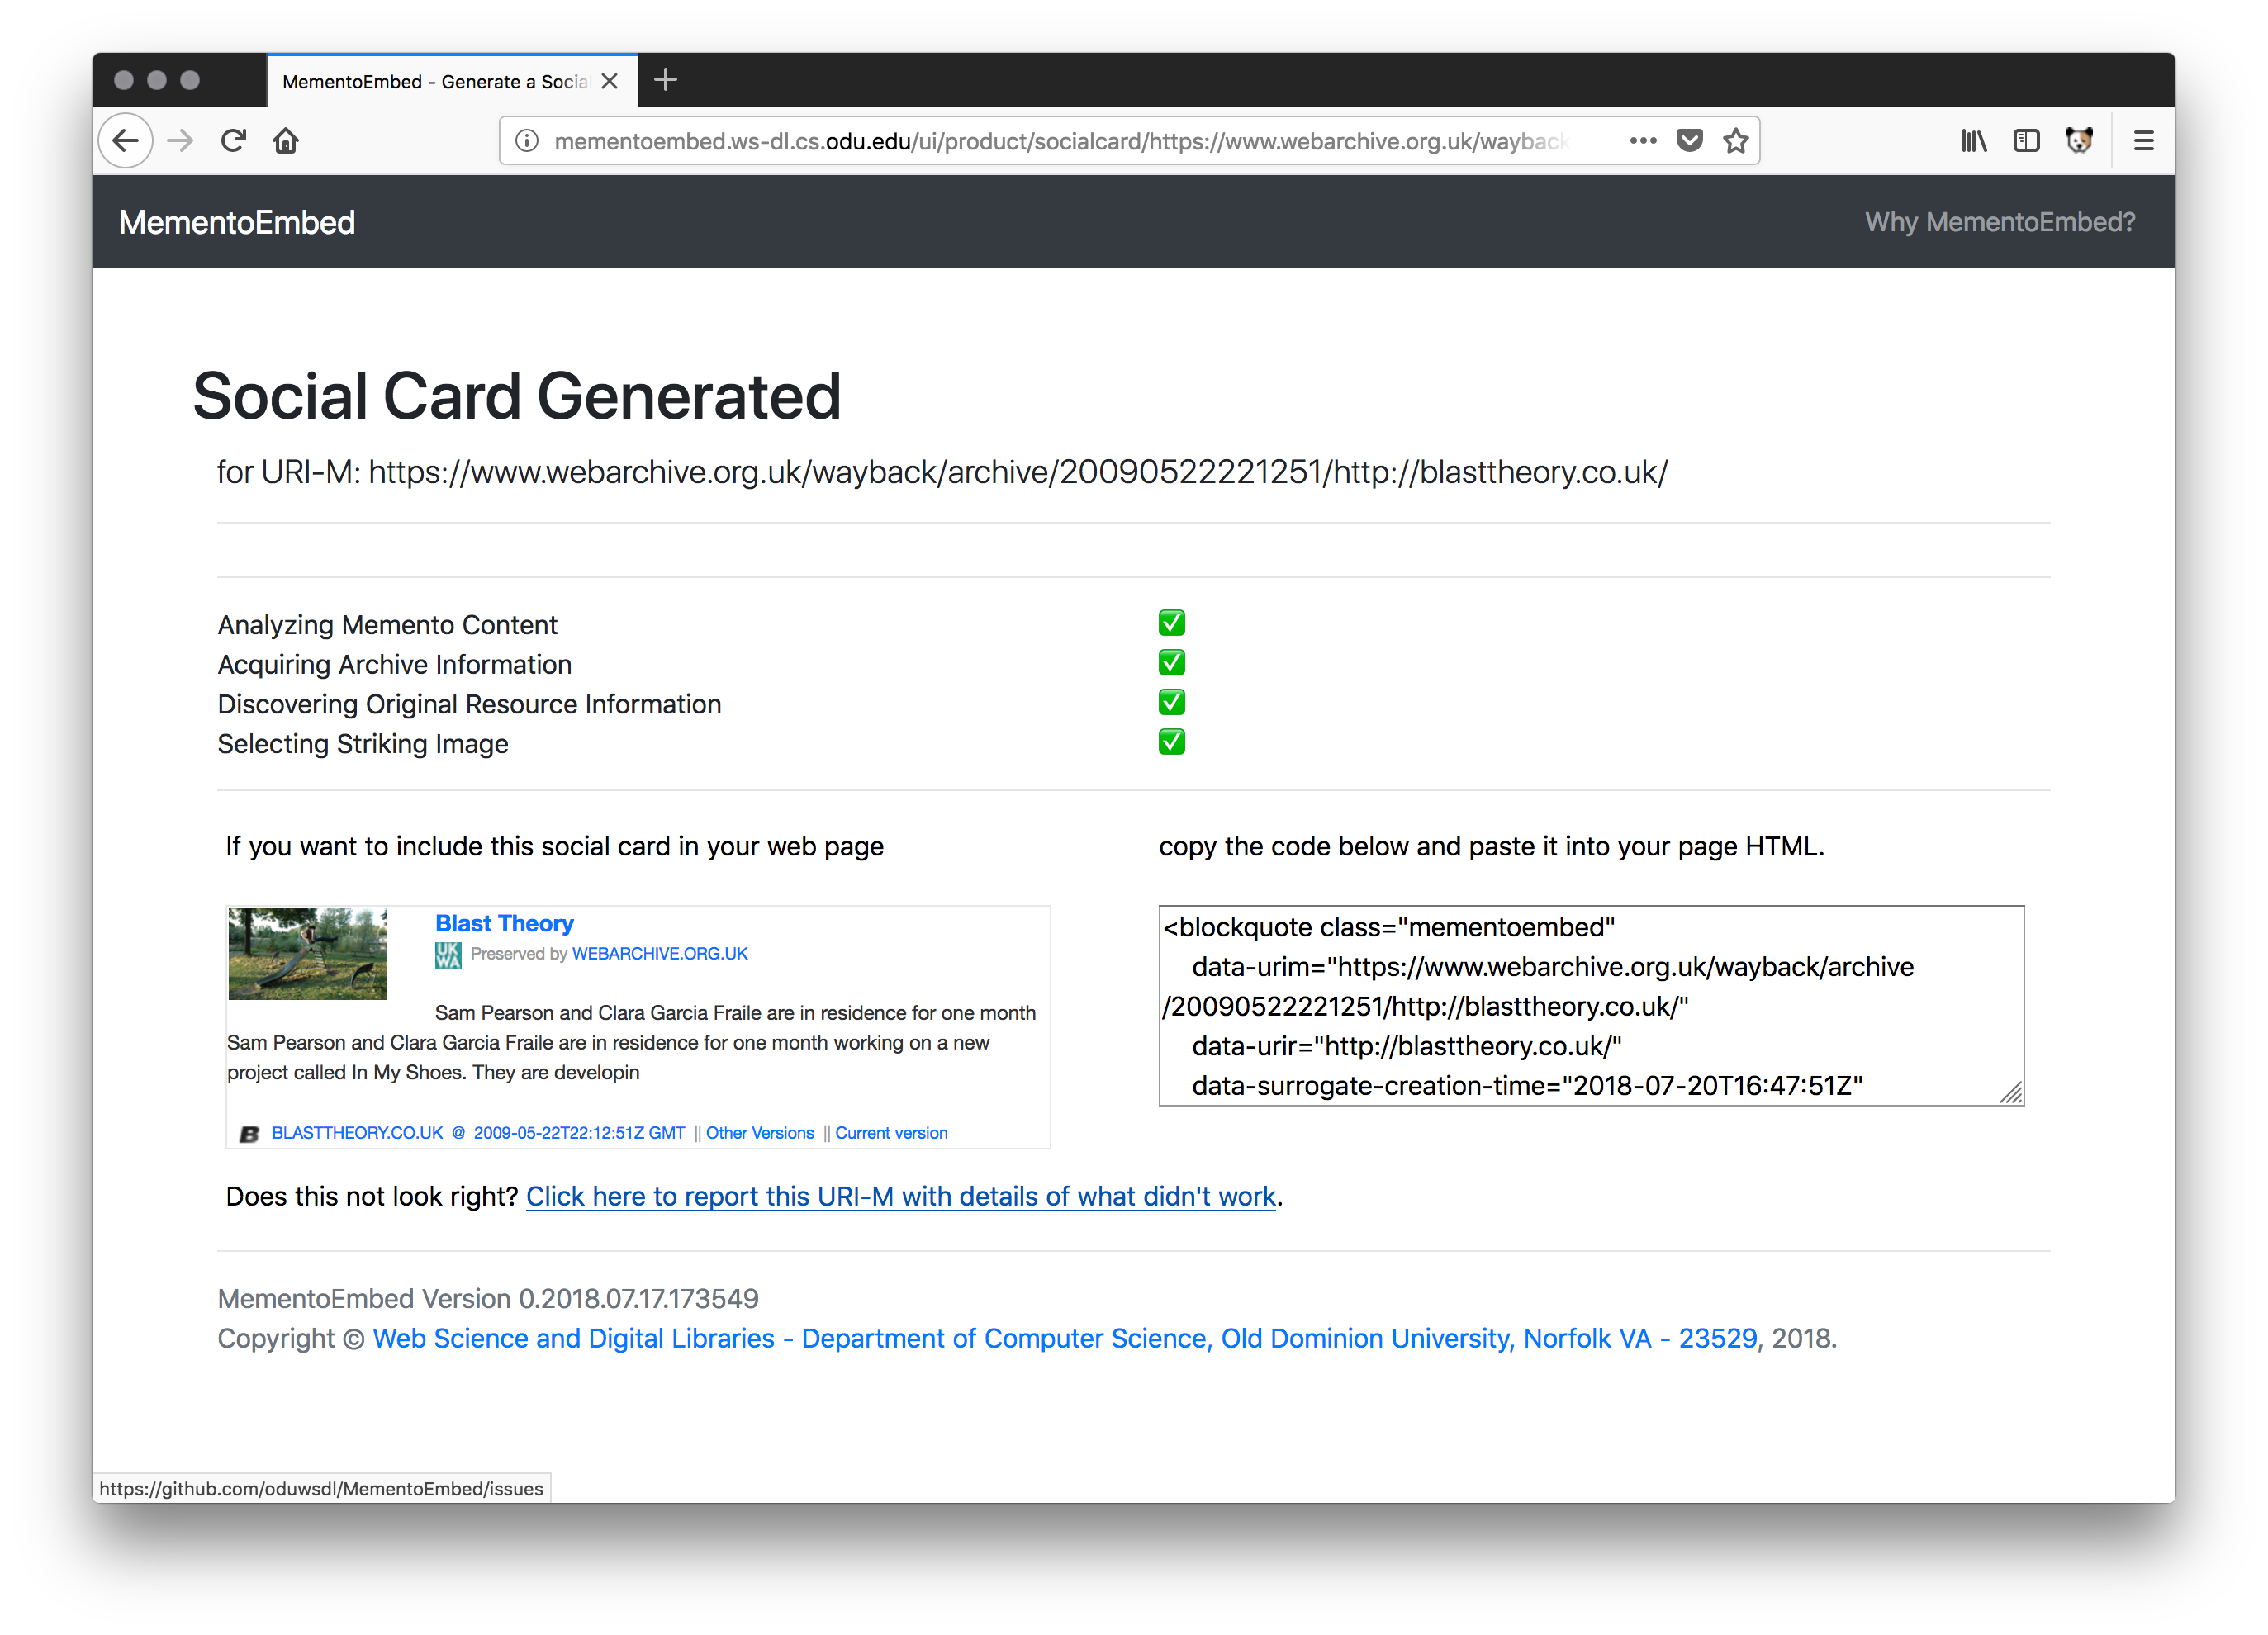 MementoEmbed - Generate a Socia
mementoembed.ws-dl.cs.odu.edu/ui/product/socialcard/https://www.webarchive.org.uk/wayback
MementoEmbed
Why MementoEmbed?
Social Card Generated
for URI-M: https://www.webarchive.org.uk/wayback/archive/20090522221251/http://blasttheory.co.uk/
Analyzing Memento Content
Acquiring Archive Information
Discovering Original Resource Information
Selecting Striking Image
If you want to include this social card in your web page
copy the code below and paste it into your page HTML.
Blast Theory
UK
WA
Preserved by WEBARCHIVE.ORG.UK
Sam Pearson and Clara Garcia Fraile are in residence for one month
Sam Pearson and Clara Garcia Fraile are in residence for one month working on a new
project called In My Shoes. They are developin
B BLASTTHEORY.CO.UK @ 2009-05-22T22:12:51Z GMT || Other Versions || Current version
<blockquote class="mementoembed"
data-urim="https://www.webarchive.org.uk/wayback/archive
/20090522221251/http://blasttheory.co.uk/"
data-urir="http://blasttheory.co.uk/"
data-surrogate-creation-time="2018-07-20T16:47:51Z"
Does this not look right? Click here to report this URI-M with details of what didn't work.
MementoEmbed Version 0.2018.07.17.173549
Copyright © Web Science and Digital Libraries - Department of Computer Science, Old Dominion University, Norfolk VA - 23529, 2018.
https://github.com/oduwsdl/MementoEmbed/issues